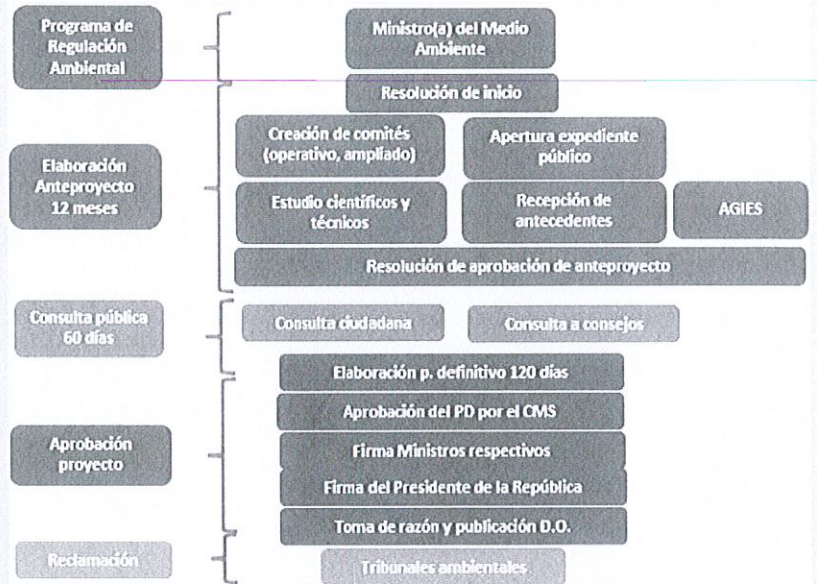 Programa de
Regulación
Ambiental
Ministro(a) del Medio
Ambiente
Resolución de inicio
Elaboración
Anteproyecto
12 meses
Creación de comités
(operativo, ampliado)
Apertura expediente
público
Estudio científicos y
técnicos
Recepción de
antecedentes
AGIES
Resolución de aprobación de anteproyecto
Consulta pública
60 días
Consulta ciudadana
Consulta a consejos
Elaboración p. definitivo 120 días
Aprobación del PD por el CMS
Aprobación
proyecto
Firma Ministros respectivos
Firma del Presidente de la República
Toma de razón y publicación D.O.
Reclamación
Tribunales ambientales